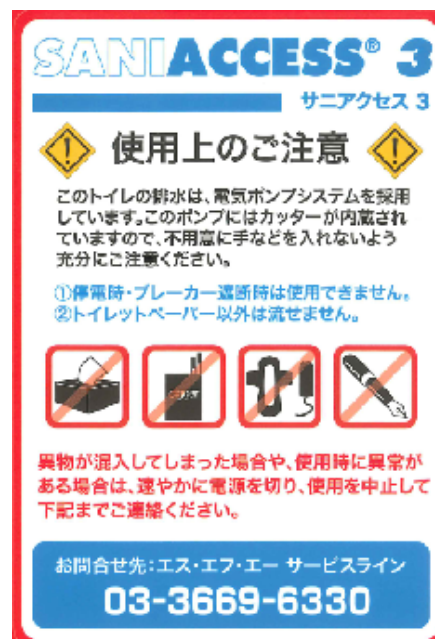 SANIACCESS® 3
サニアクセス 3
使用上のご注意
このトイレの排水は、電気ポンプシステムを採用
しています。このポンプにはカッターが内蔵され
ていますので、不用意に手などを入れないよう
充分にご注意ください。
①停電時・ブレーカー遮断時は使用できません。
②トイレットペーパー以外は流せません。
異物が混入してしまった場合や、使用時に異常が
ある場合は、速やかに電源を切り、使用を中止して
下記までご連絡ください。
お問合せ先:エス・エフ・エー サービスライン
03-3669-6330